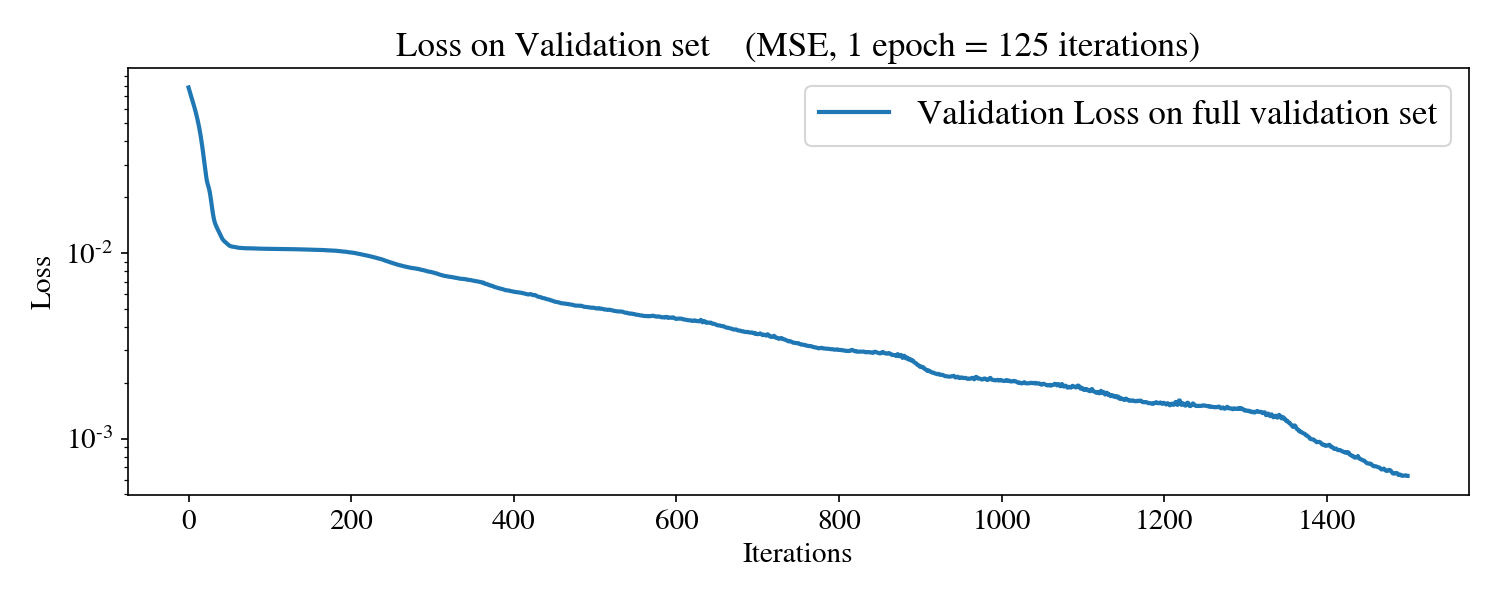 Loss on Validation set (MSE, 1 epoch = 125 iterations)
Validation Loss on full validation set
Loss
10⁻²
10⁻³
0 200 400 600 800 1000 1200 1400
Iterations